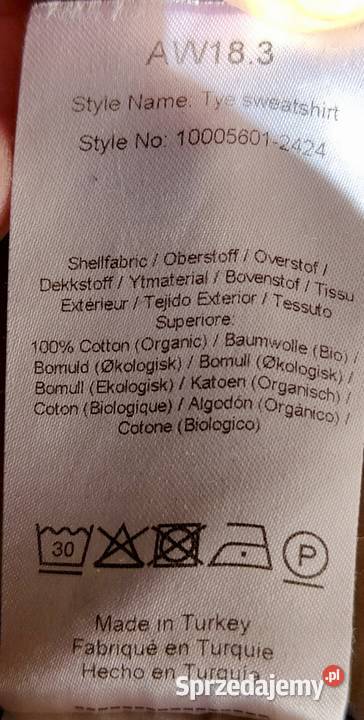 AW18.3
Style Name: Tye sweatshirt
Style No: 10005601-2424
Shellfabric / Oberstoff / Overstof /
Dekkstoff / Ytmaterial / Bovenstof / Tissu
Extérieur / Tejido Exterior / Tessuto
Superiore:
100% Cotton (Organic) / Baumwolle (Bio) /
Bomuld (Økologisk) / Bomull (Økologisk) /
Bomull (Ekologisk) / Katoen (Organisch) /
Coton (Biologique) / Algodón (Orgánico) /
Cotone (Biologico)
30
P
Made in Turkey
Fabriqué en Turquie
Hecho en Turquía
Sprzedajemy.pl